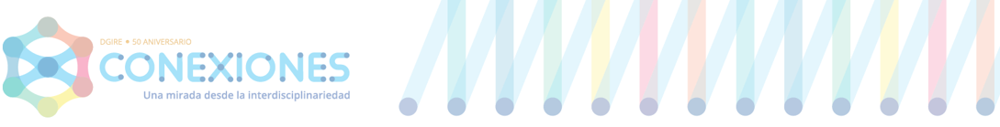 DGIRE • 50 ANIVERSARIO
CONEXIONES
Una mirada desde la interdisciplinariedad